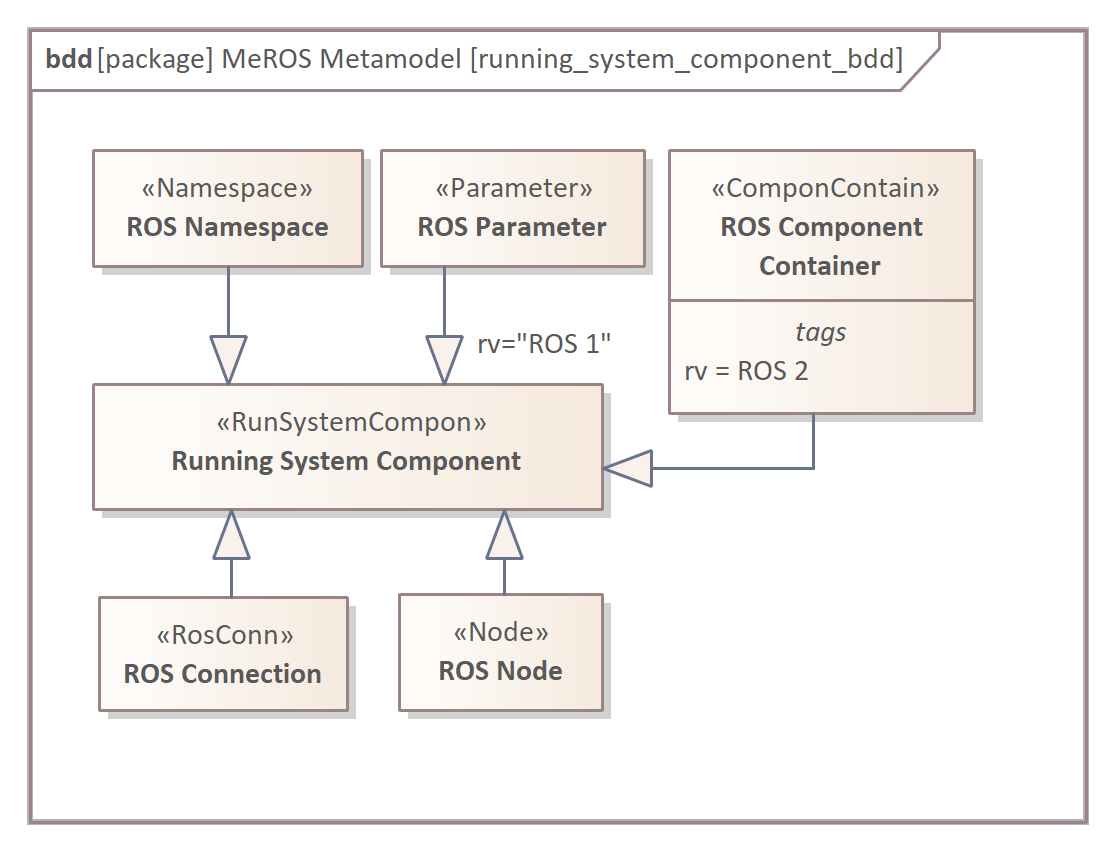 bdd [package] MeROS Metamodel [running_system_component_bdd]
«Namespace»
ROS Namespace
«Parameter»
ROS Parameter
«ComponContain»
ROS Component
Container
tags
rv = ROS 2
rv="ROS 1"
«RunSystemCompon»
Running System Component
«RosConn»
ROS Connection
«Node»
ROS Node